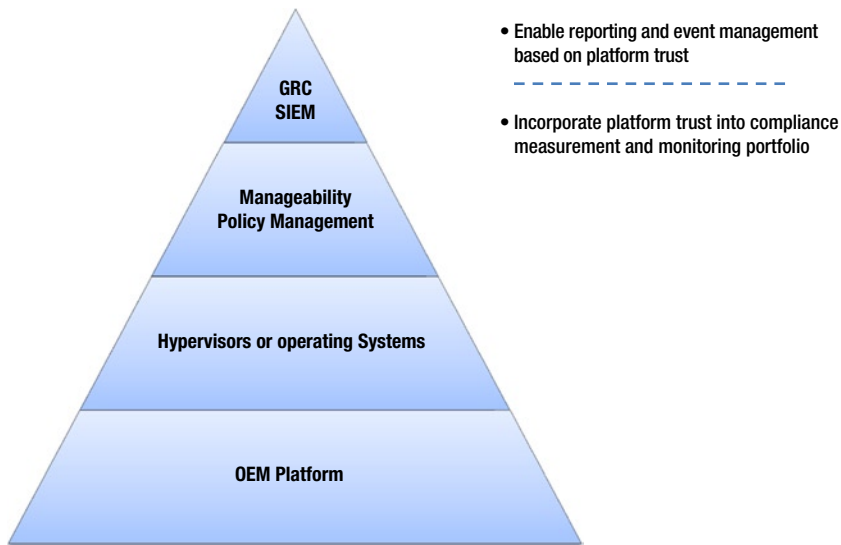 GRC
SIEM
Manageability
Policy Management
Hypervisors or operating Systems
OEM Platform
• Enable reporting and event management
based on platform trust
• Incorporate platform trust into compliance
measurement and monitoring portfolio